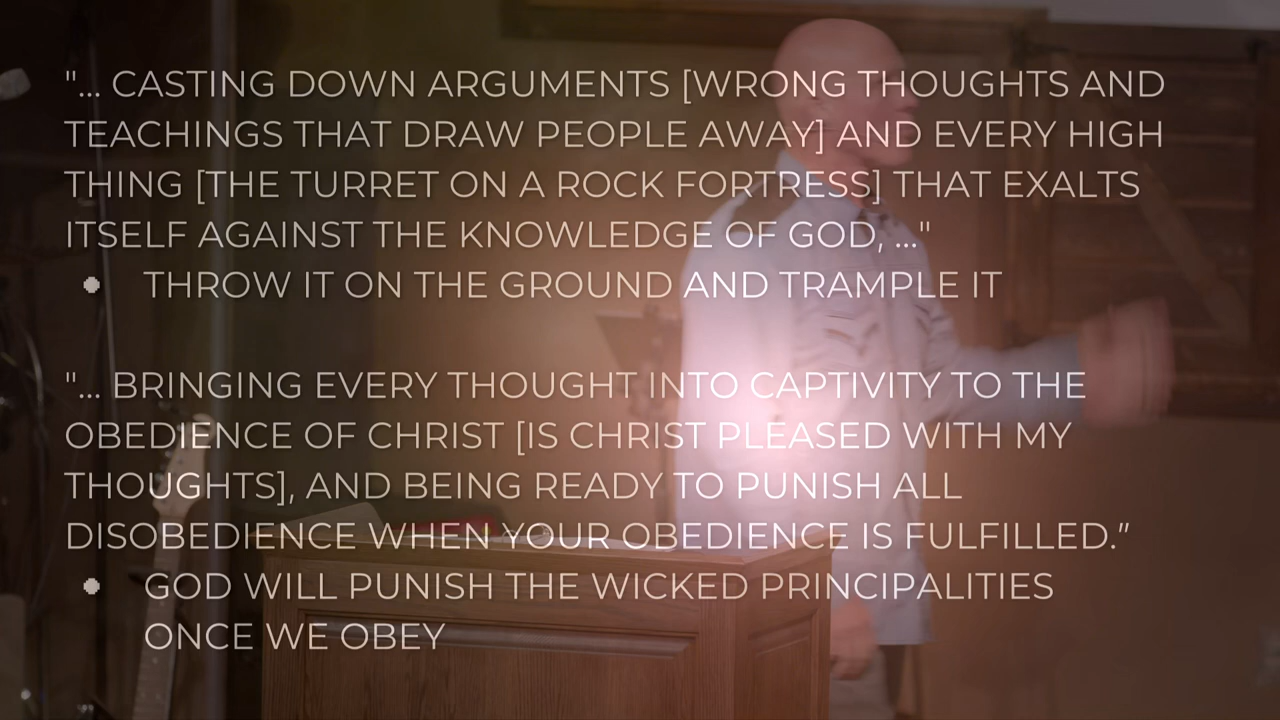 "... CASTING DOWN ARGUMENTS [WRONG THOUGHTS AND
TEACHINGS THAT DRAW PEOPLE AWAY] AND EVERY HIGH
THING [THE TURRET ON A ROCK FORTRESS] THAT EXALTS
ITSELF AGAINST THE KNOWLEDGE OF GOD, ..."
• THROW IT ON THE GROUND AND TRAMPLE IT
"... BRINGING EVERY THOUGHT INTO CAPTIVITY TO THE
OBEDIENCE OF CHRIST [IS CHRIST PLEASED WITH MY
THOUGHTS], AND BEING READY TO PUNISH ALL
DISOBEDIENCE WHEN YOUR OBEDIENCE IS FULFILLED.”
• GOD WILL PUNISH THE WICKED PRINCIPALITIES
ONCE WE OBEY